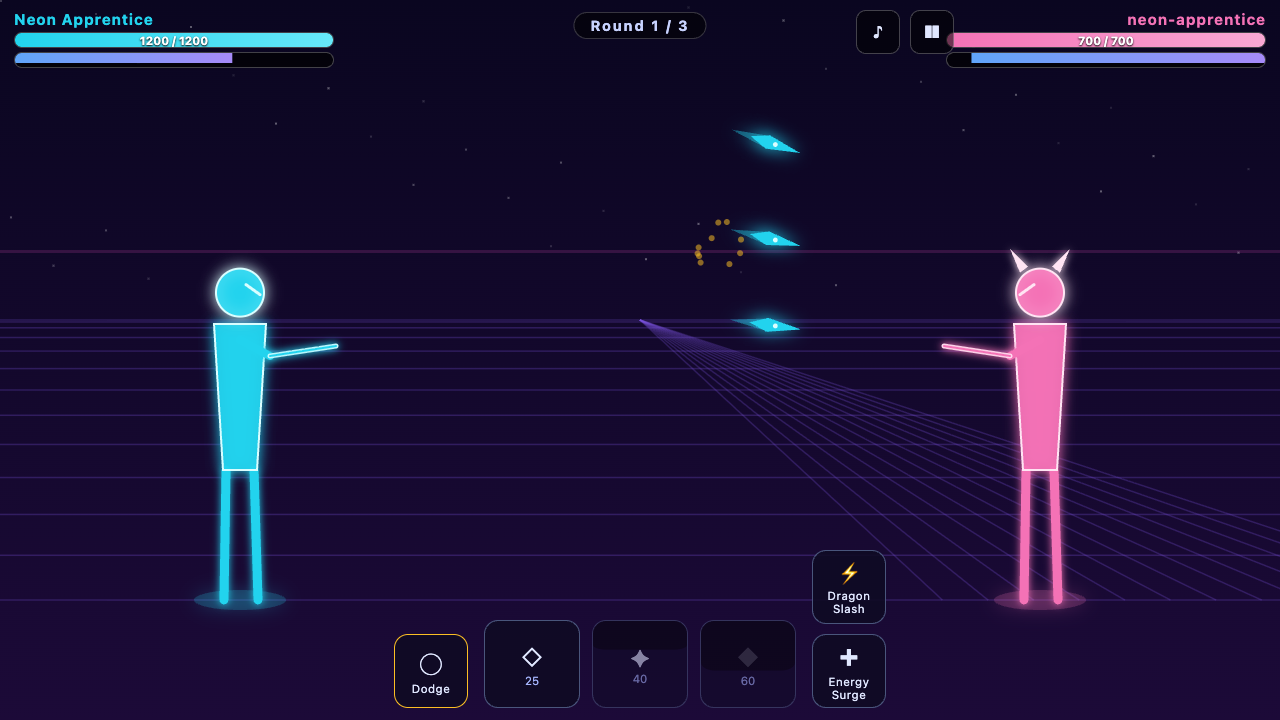 Neon Apprentice
1200 / 1200
Round 1 / 3
neon-apprentice
700 / 700
Dodge
25
40
60
Dragon
Slash
Energy
Surge